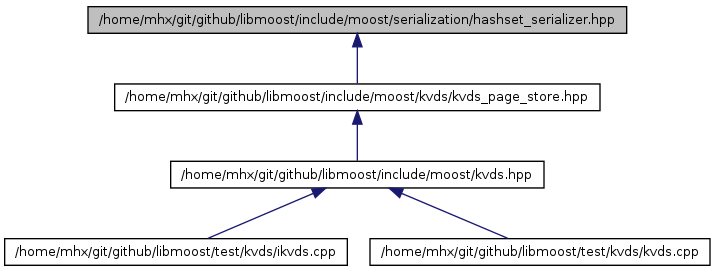 /home/mhx/git/github/libmoost/include/moost/serialization/hashset_serializer.hpp
/home/mhx/git/github/libmoost/include/moost/kvds/kvds_page_store.hpp
/home/mhx/git/github/libmoost/include/moost/kvds.hpp
/home/mhx/git/github/libmoost/test/kvds/ikvds.cpp
/home/mhx/git/github/libmoost/test/kvds/kvds.cpp